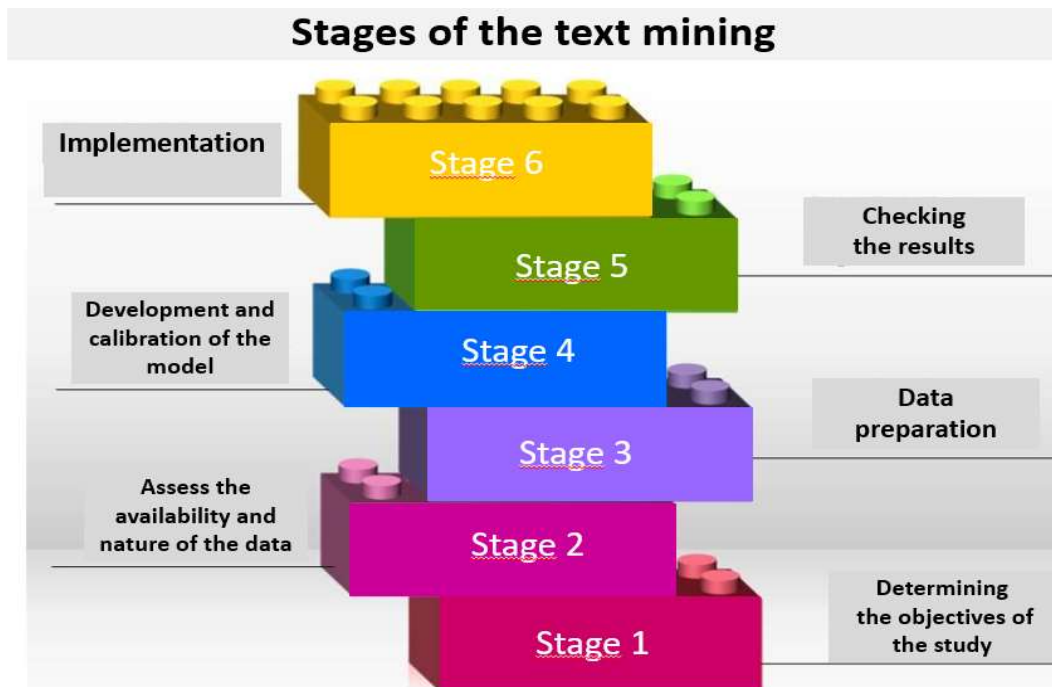 Stages of the text mining
Implementation
Stage 6
Checking
the results
Stage 5
Development and
calibration of the
model
Stage 4
Data
preparation
Stage 3
Assess the
availability and
nature of the data
Stage 2
Determining
the objectives of
the study
Stage 1